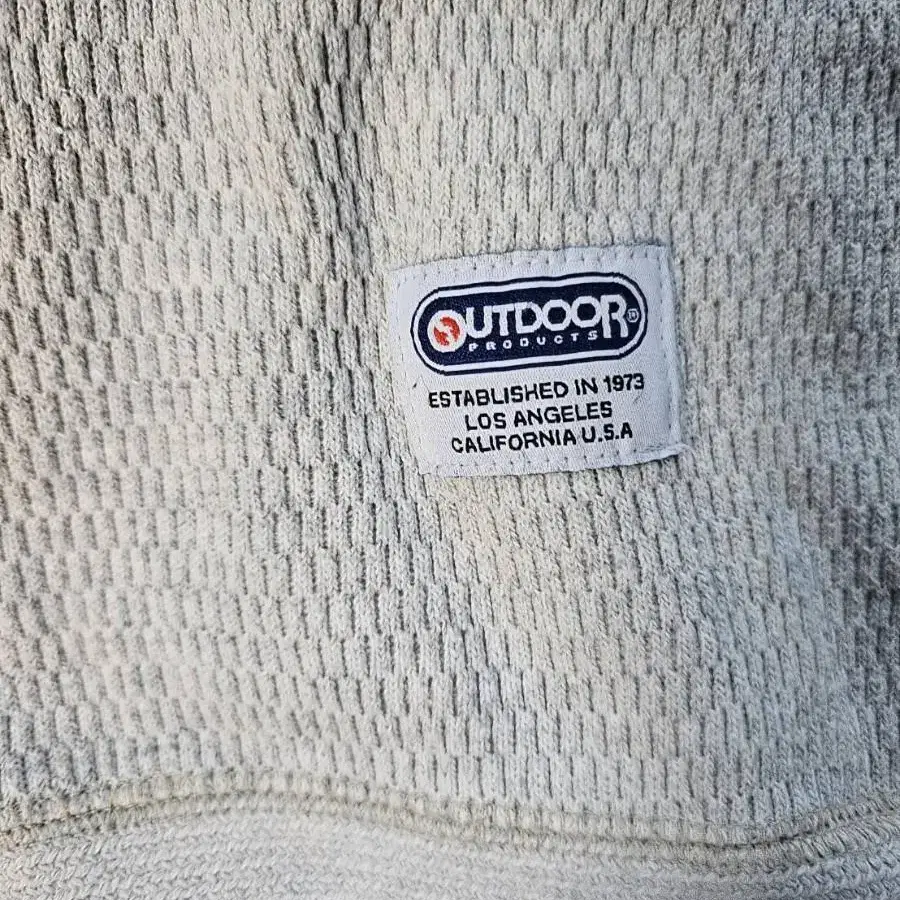 OUTDOOR®
PRODUCTS
ESTABLISHED IN 1973
LOS ANGELES
CALIFORNIA U.S.A